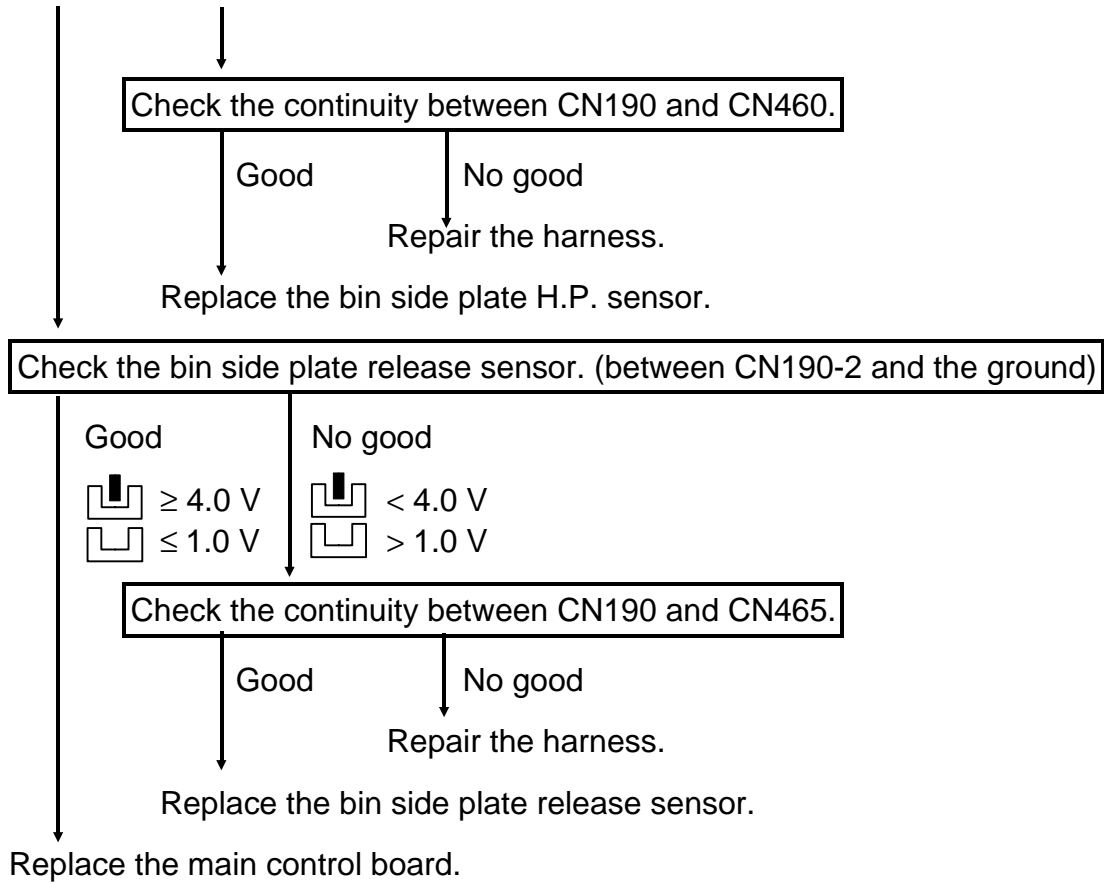 Check the continuity between CN190 and CN460.
Good No good
Repair the harness.
Replace the bin side plate H.P. sensor.
Check the bin side plate release sensor. (between CN190-2 and the ground)
Good No good
≥ 4.0 V < 4.0 V
≤ 1.0 V > 1.0 V
Check the continuity between CN190 and CN465.
Good No good
Repair the harness.
Replace the bin side plate release sensor.
Replace the main control board.